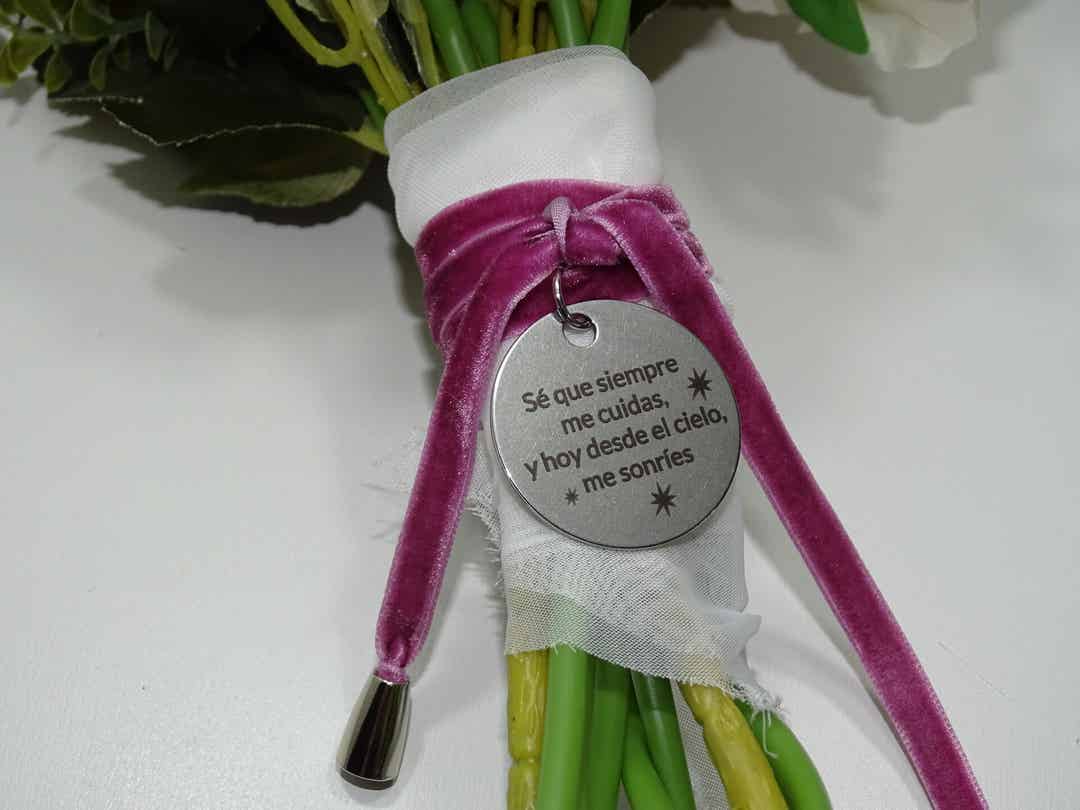 Sé que siempre
me cuidas,
y hoy desde el cielo,
me sonríes